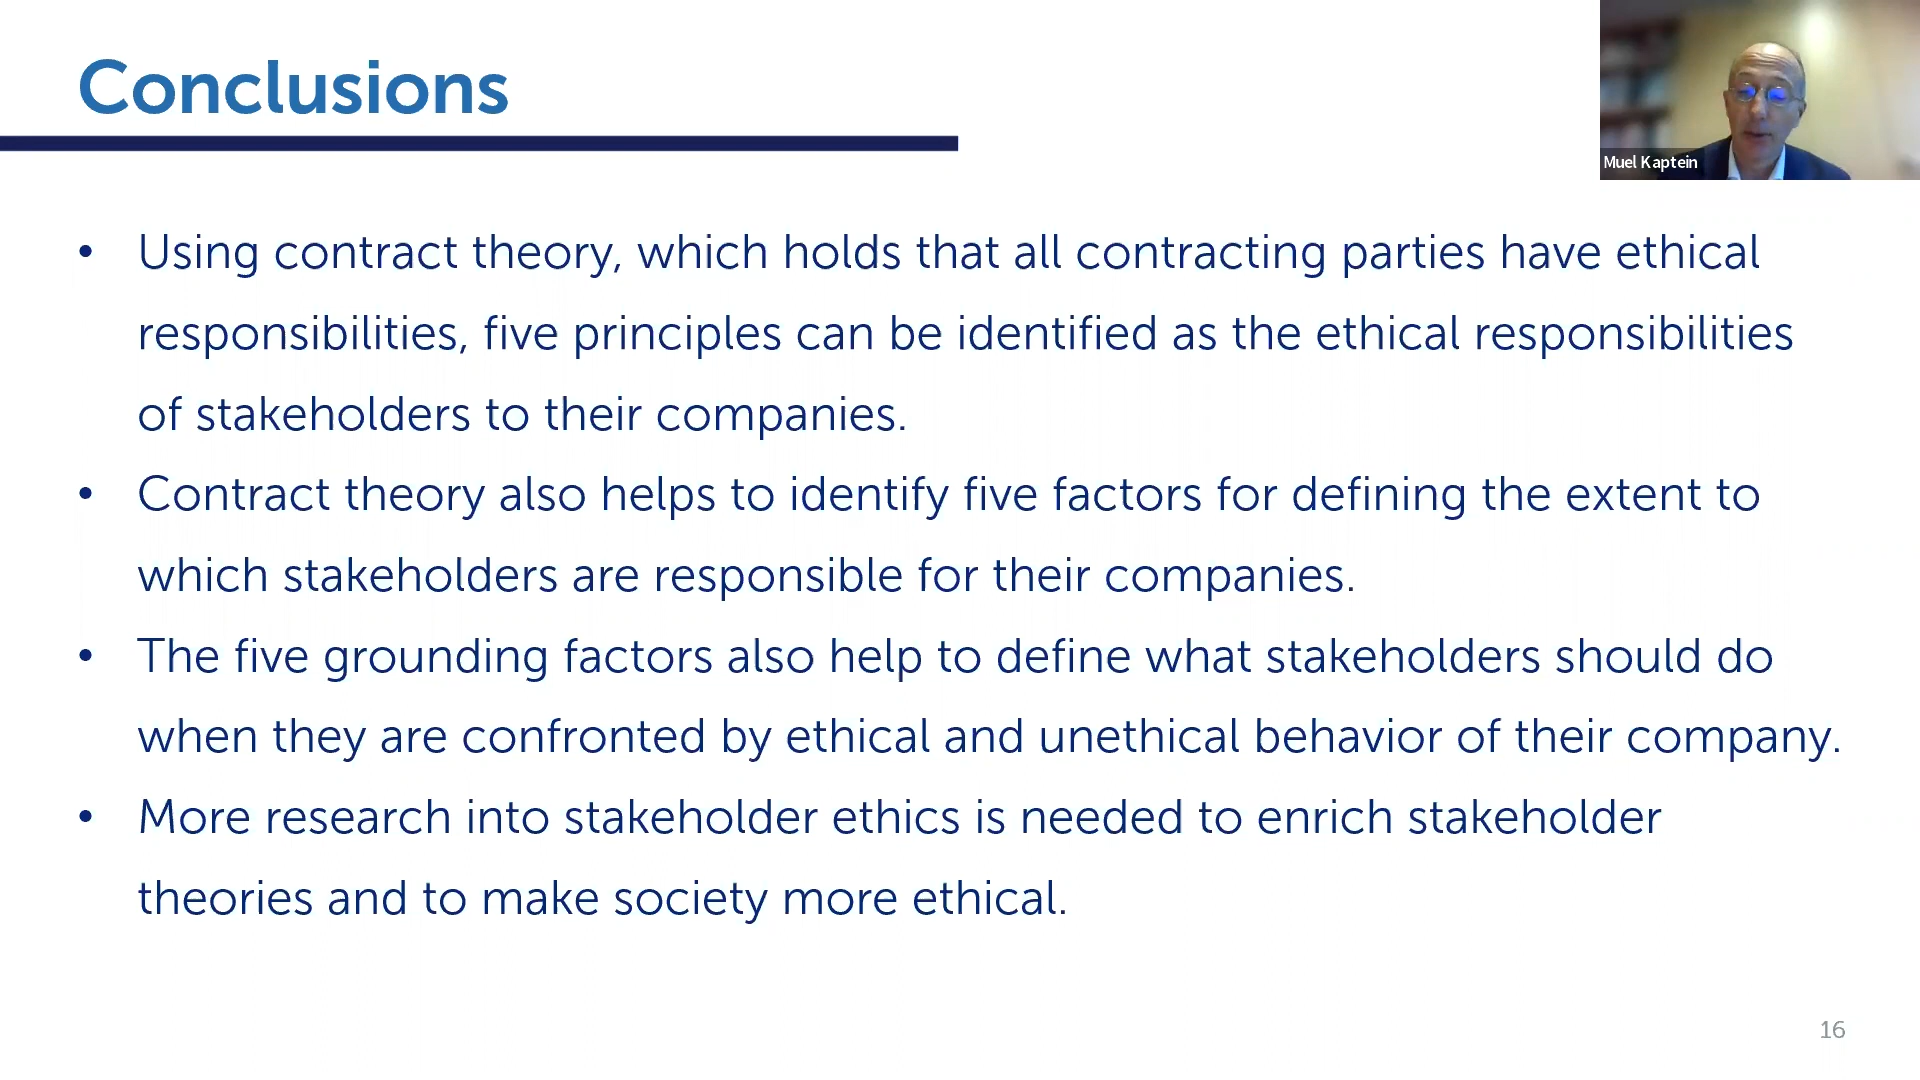 Conclusions
Muel Kaptein
• Using contract theory, which holds that all contracting parties have ethical
responsibilities, five principles can be identified as the ethical responsibilities
of stakeholders to their companies.
• Contract theory also helps to identify five factors for defining the extent to
which stakeholders are responsible for their companies.
• The five grounding factors also help to define what stakeholders should do
when they are confronted by ethical and unethical behavior of their company.
• More research into stakeholder ethics is needed to enrich stakeholder
theories and to make society more ethical.
16